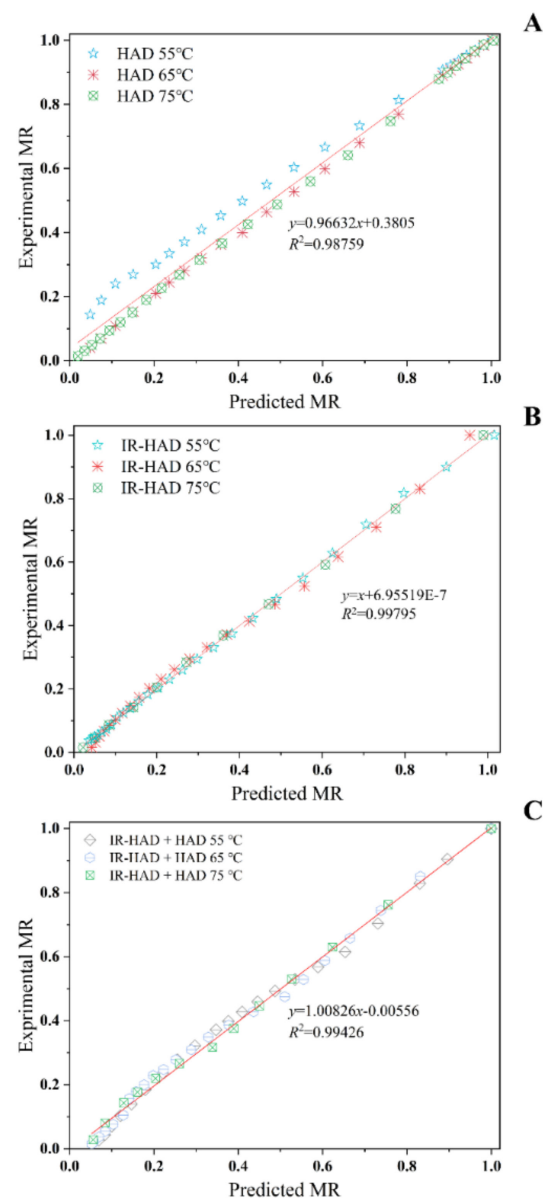 A
1.0
0.8
0.6
0.4
0.2
0.0
Experimental MR
HAD 55℃
HAD 65℃
HAD 75℃
y=0.96632x+0.3805
R²=0.98759
0.0 0.2 0.4 0.6 0.8 1.0
Predicted MR
B
1.0
0.8
0.6
0.4
0.2
0.0
Experimental MR
IR-HAD 55℃
IR-HAD 65℃
IR-HAD 75℃
y=x+6.95519E-7
R²=0.99795
0.0 0.2 0.4 0.6 0.8 1.0
Predicted MR
C
1.0
0.8
0.6
0.4
0.2
0.0
Experimental MR
IR-HAD + HAD 55 ℃
IR-HAD + HAD 65 ℃
IR-HAD + HAD 75 ℃
y=1.00826x-0.00556
R²=0.99426
0.0 0.2 0.4 0.6 0.8 1.0
Predicted MR